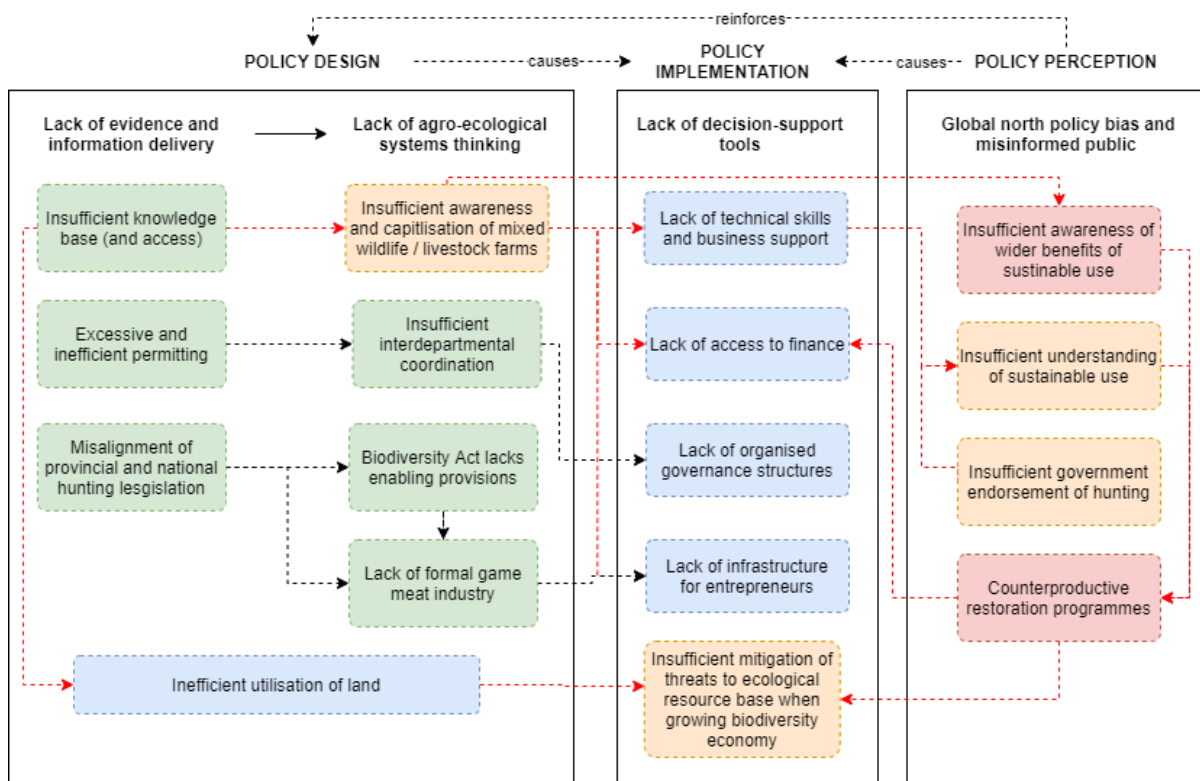 reinforces
POLICY DESIGN
causes
POLICY
IMPLEMENTATION
causes
POLICY PERCEPTION
Lack of evidence and
information delivery
Lack of agro-ecological
systems thinking
Lack of decision-support
tools
Global north policy bias and
misinformed public
Insufficient knowledge
base (and access)
Insufficient awareness
and capitlisation of mixed
wildlife / livestock farms
Lack of technical skills
and business support
Insufficient awareness of
wider benefits of
sustinable use
Excessive and
inefficient permitting
Insufficient
interdepartmental
coordination
Lack of access to finance
Insufficient understanding
of sustainable use
Misalignment of
provincial and national
hunting lesgislation
Biodiversity Act lacks
enabling provisions
Lack of organised
governance structures
Insufficient government
endorsement of hunting
Lack of formal game
meat industry
Lack of infrastructure
for entrepreneurs
Counterproductive
restoration programmes
Inefficient utilisation of land
Insufficient mitigation of
threats to ecological
resource base when
growing biodiversity
economy